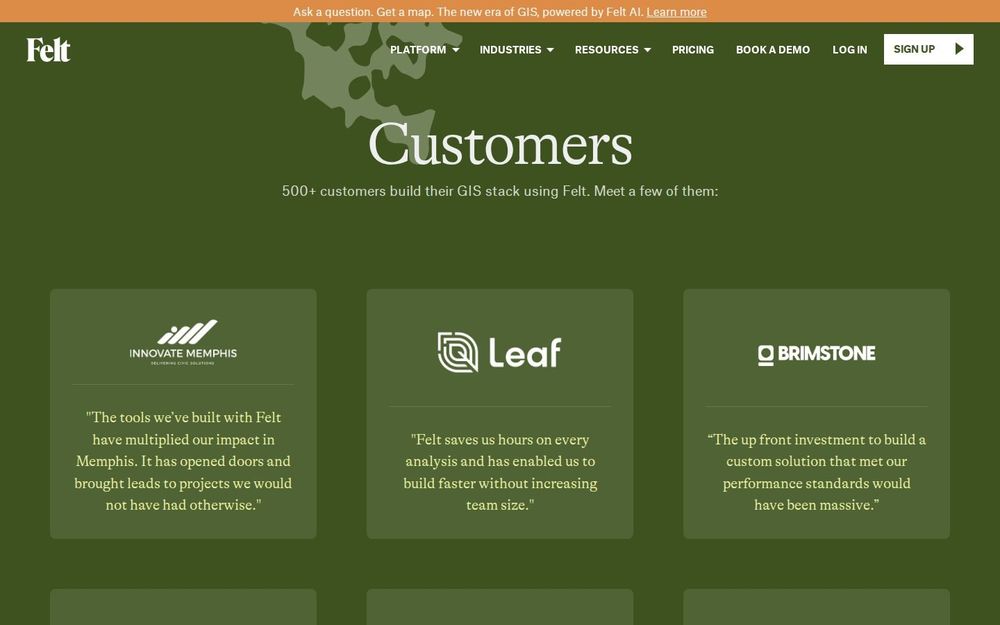 Ask a question. Get a map. The new era of GIS, powered by Felt AI. Learn more
Felt
PLATFORM
INDUSTRIES
RESOURCES
PRICING
BOOK A DEMO
LOG IN
SIGN UP
Customers
500+ customers build their GIS stack using Felt. Meet a few of them:
INNOVATE MEMPHIS
DELIVERING CIVIC SOLUTIONS
"The tools we've built with Felt
have multiplied our impact in
Memphis. It has opened doors and
brought leads to projects we would
not have had otherwise."
Leaf
"Felt saves us hours on every
analysis and has enabled us to
build faster without increasing
team size."
BRIMSTONE
“The up front investment to build a
custom solution that met our
performance standards would
have been massive.”